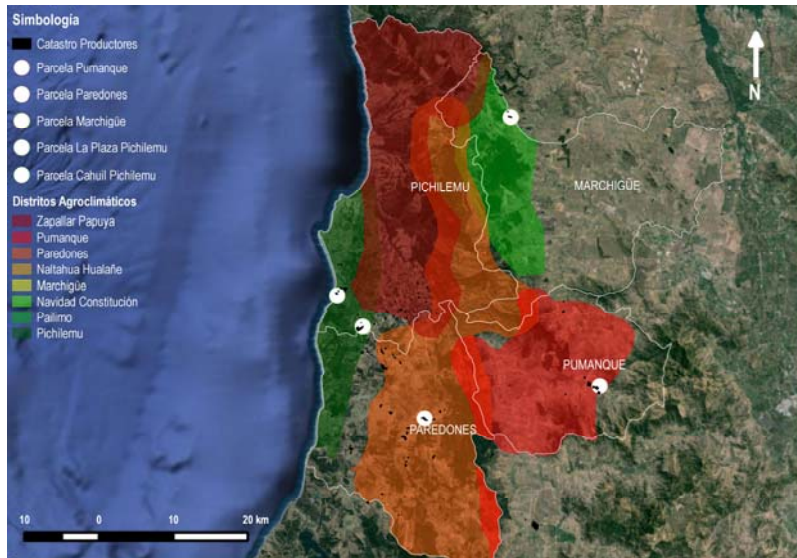 Simbología
Catastro Productores
Parcela Pumanque
Parcela Paredones
Parcela Marchigüe
Parcela La Plaza Pichilemu
Parcela Cahuil Pichilemu
Distritos Agroclimáticos
Zapallar Papuya
Pumanque
Paredones
Naltahua Hualañe
Marchigüe
Navidad Constitución
Pailimo
Pichilemu
N
PICHILEMU
MARCHIGÜE
PUMANQUE
PAREDONES
10 0 10 20 km